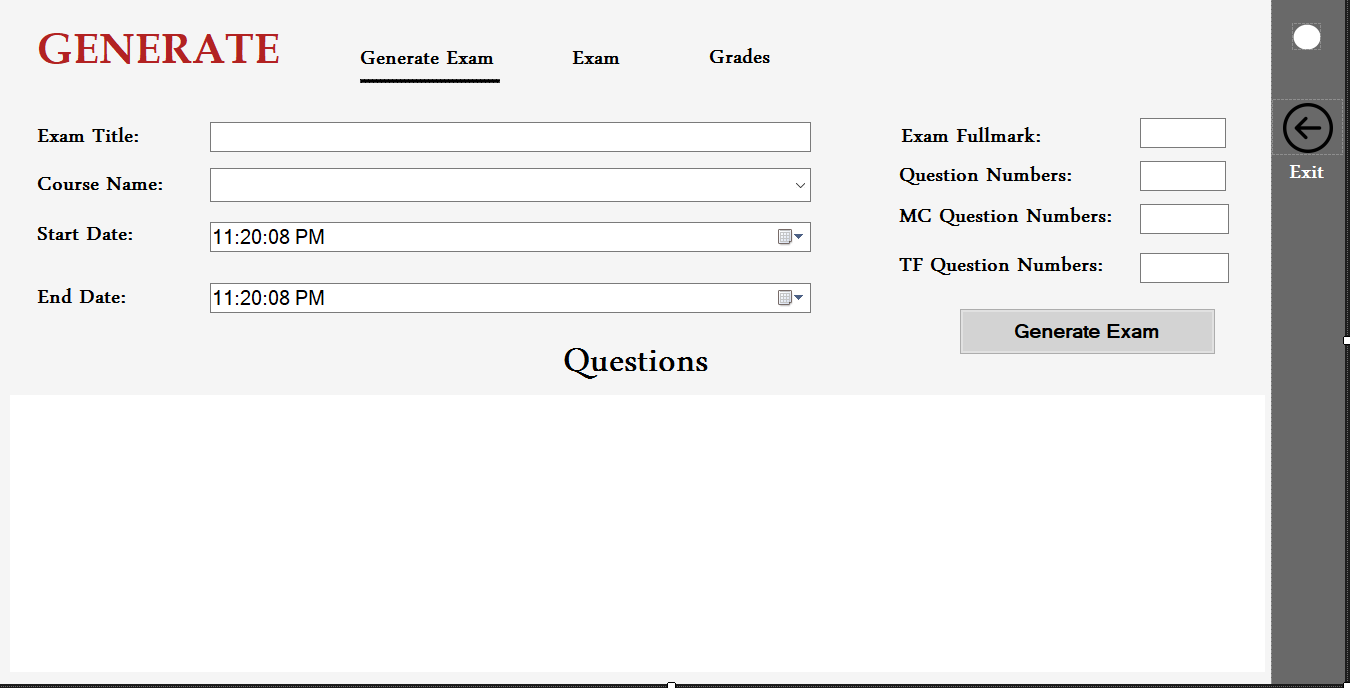 GENERATE
Generate Exam
Exam
Grades
Exam Title:
Exam Fullmark:
Course Name:
Question Numbers:
Exit
Start Date:
11:20:08 PM
MC Question Numbers:
End Date:
11:20:08 PM
TF Question Numbers:
Generate Exam
Questions